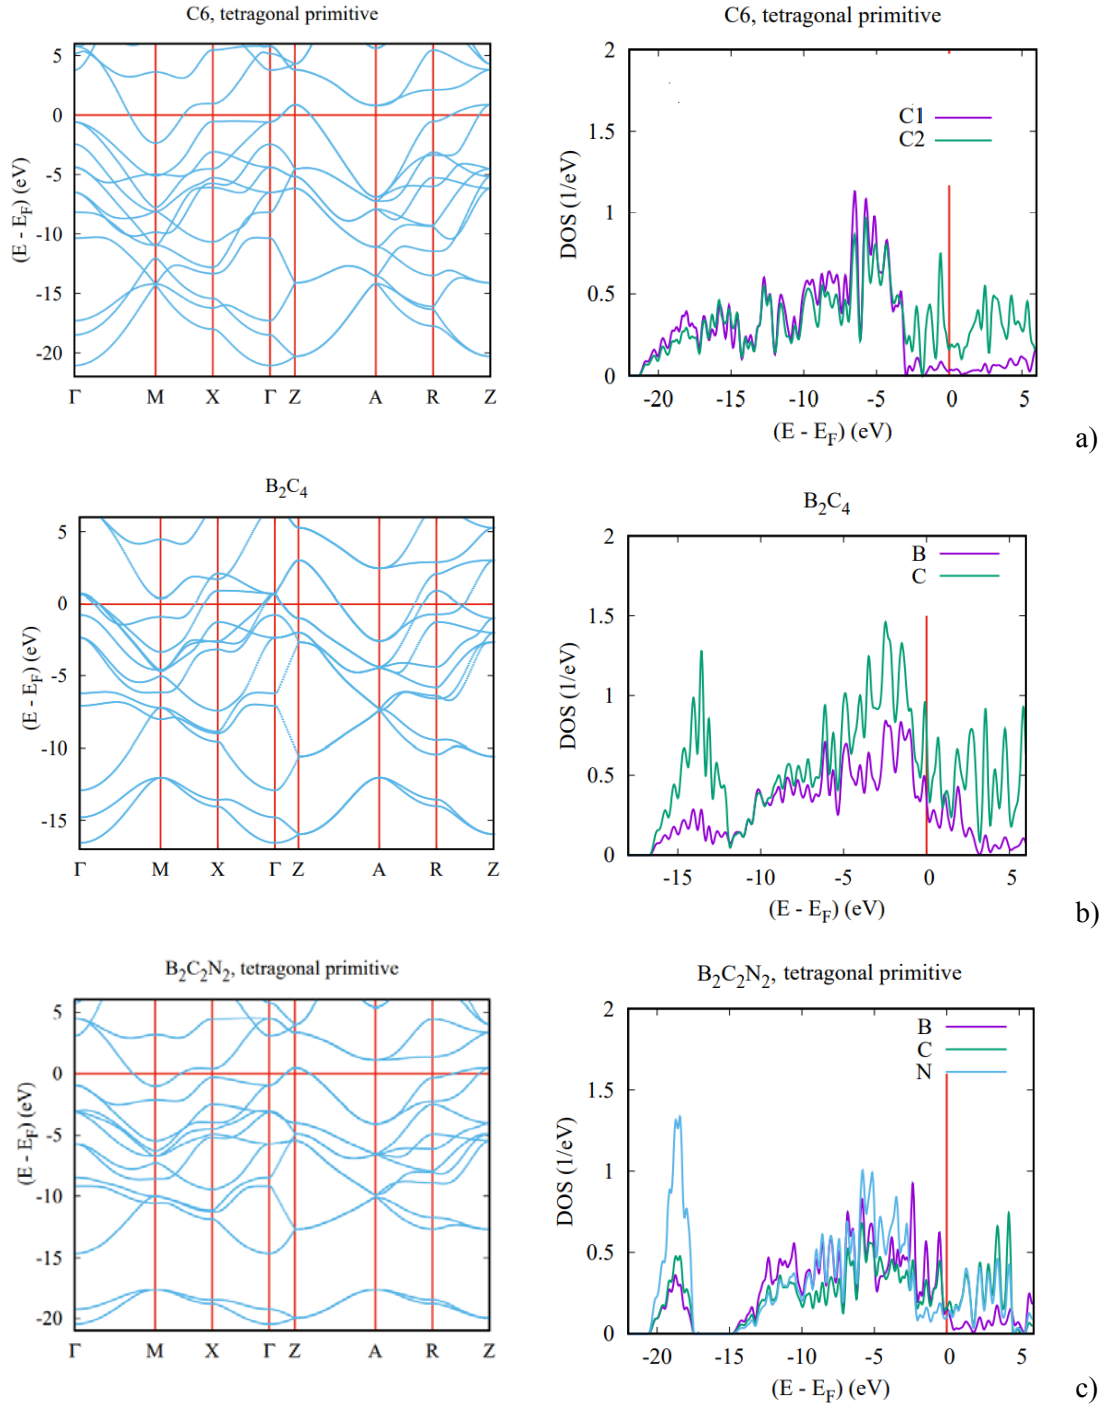 C6, tetragonal primitive
(E - E_F) (eV)
5
0
-5
-10
-15
-20
Γ M X Γ Z A R Z
C6, tetragonal primitive
DOS (1/eV)
2
1.5
1
0.5
0
C1
C2
-20 -15 -10 -5 0 5
(E - E_F) (eV)
a)
B₂C₄
(E - E_F) (eV)
5
0
-5
-10
-15
Γ M X Γ Z A R Z
B₂C₄
DOS (1/eV)
2
1.5
1
0.5
0
B
C
-15 -10 -5 0 5
(E - E_F) (eV)
b)
B₂C₂N₂, tetragonal primitive
(E - E_F) (eV)
5
0
-5
-10
-15
-20
Γ M X Γ Z A R Z
B₂C₂N₂, tetragonal primitive
DOS (1/eV)
2
1.5
1
0.5
0
B
C
N
-20 -15 -10 -5 0 5
(E - E_F) (eV)
c)